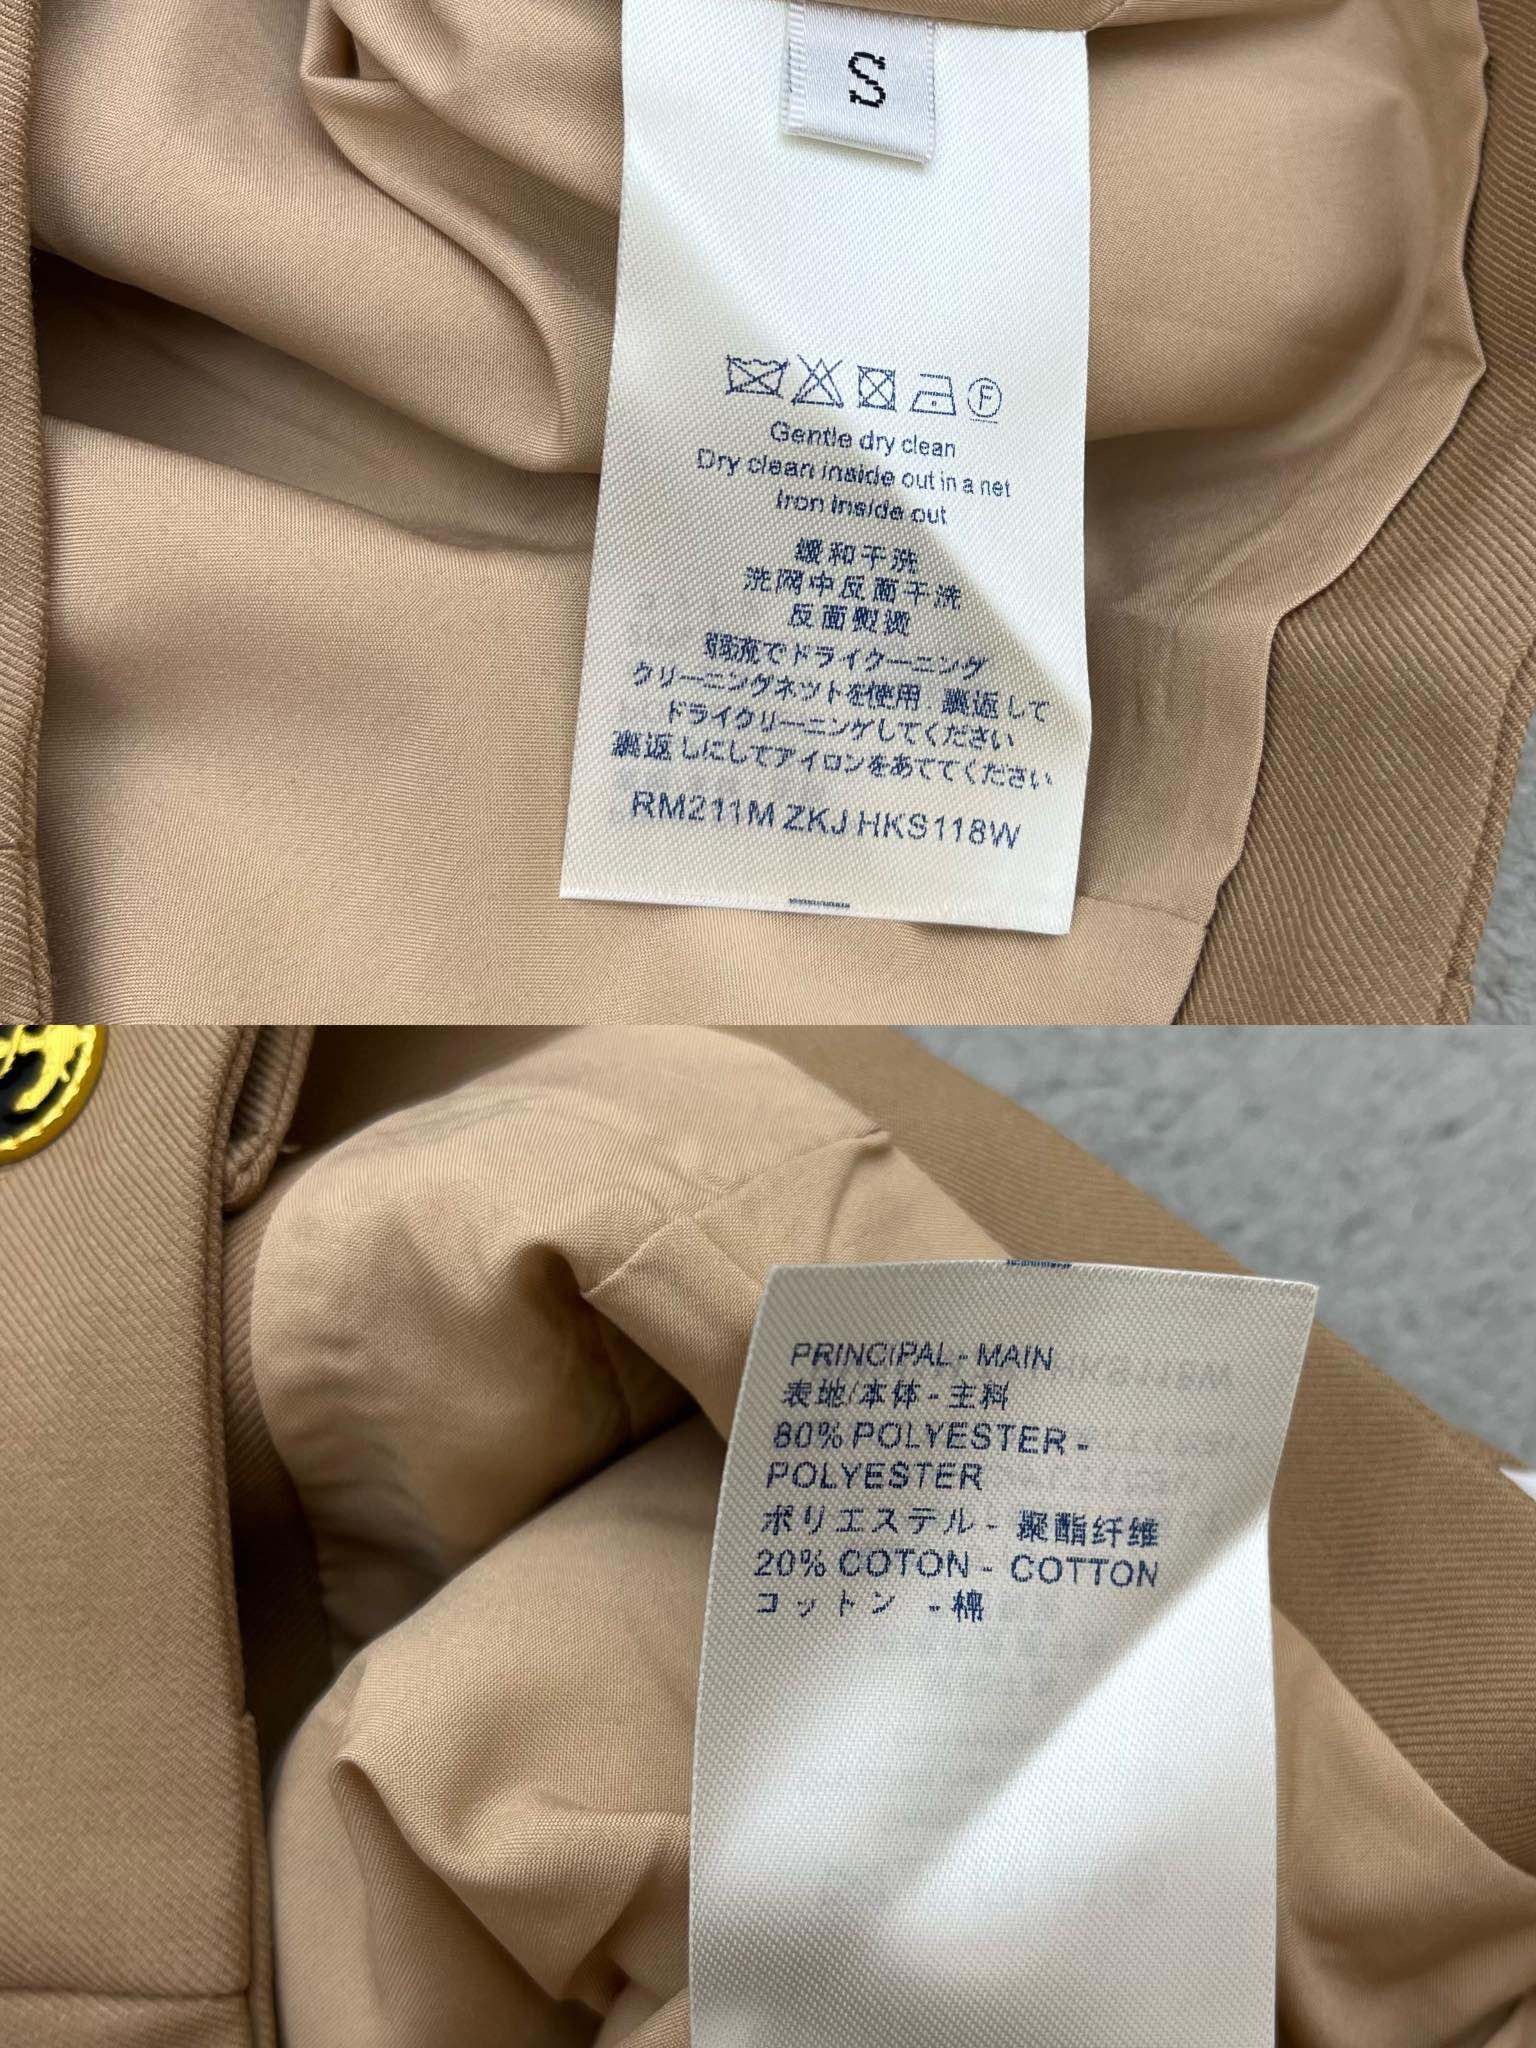 S
F
Gentle dry clean
Dry clean inside out in a net
Iron inside out
缓和干洗
洗网中反面干洗
反面熨烫
弱流でドライクーニング
クリーニングネットを使用.裏返して
ドライクリーニングしてください
裏返しにしてアイロンをあててください
RM211M ZKJ HKS118W
PRINCIPAL - MAIN
表地/本体 - 主料
80% POLYESTER -
POLYESTER
ポリエステル - 聚酯纤维
20% COTON - COTTON
コットン - 棉